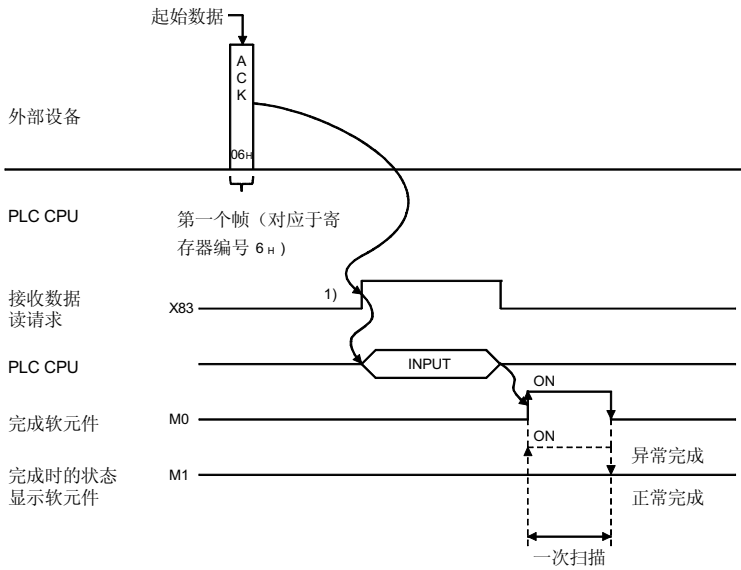 起始数据
A
C
K
外部设备
06H
PLC CPU
第一个帧（对应于寄
存器编号 6 H )
接收数据
读请求
X83
1)
PLC CPU
INPUT
ON
完成软元件
M0
ON
异常完成
完成时的状态
显示软元件
M1
正常完成
一次扫描